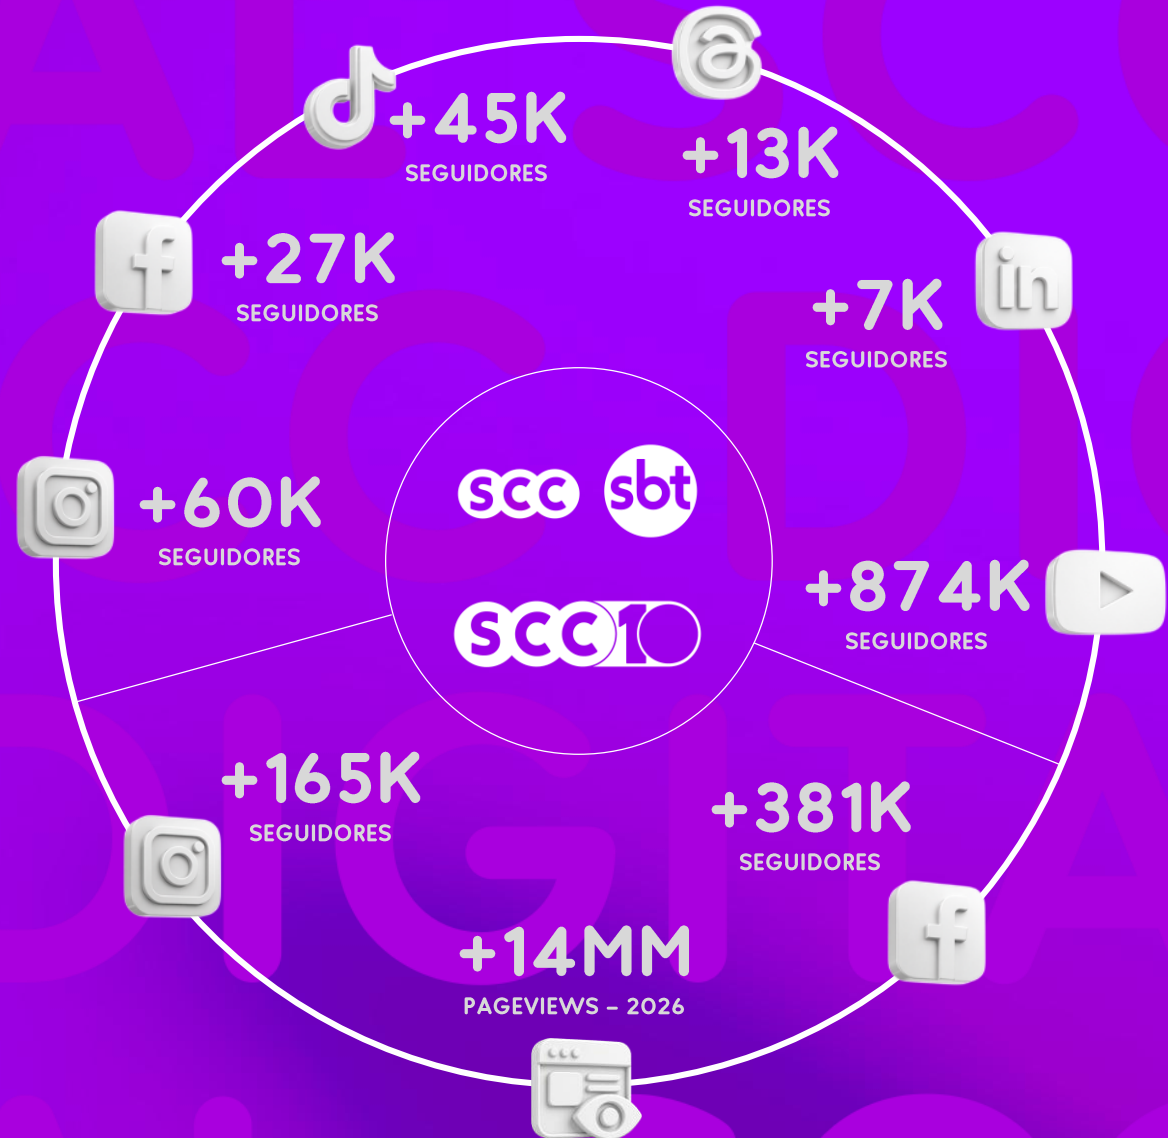 +45K
SEGUIDORES
+13K
SEGUIDORES
+27K
SEGUIDORES
+7K
SEGUIDORES
+60K
SEGUIDORES
scc sbt
+874K
SEGUIDORES
SCC10
+165K
SEGUIDORES
+381K
SEGUIDORES
+14MM
PAGEVIEWS – 2026